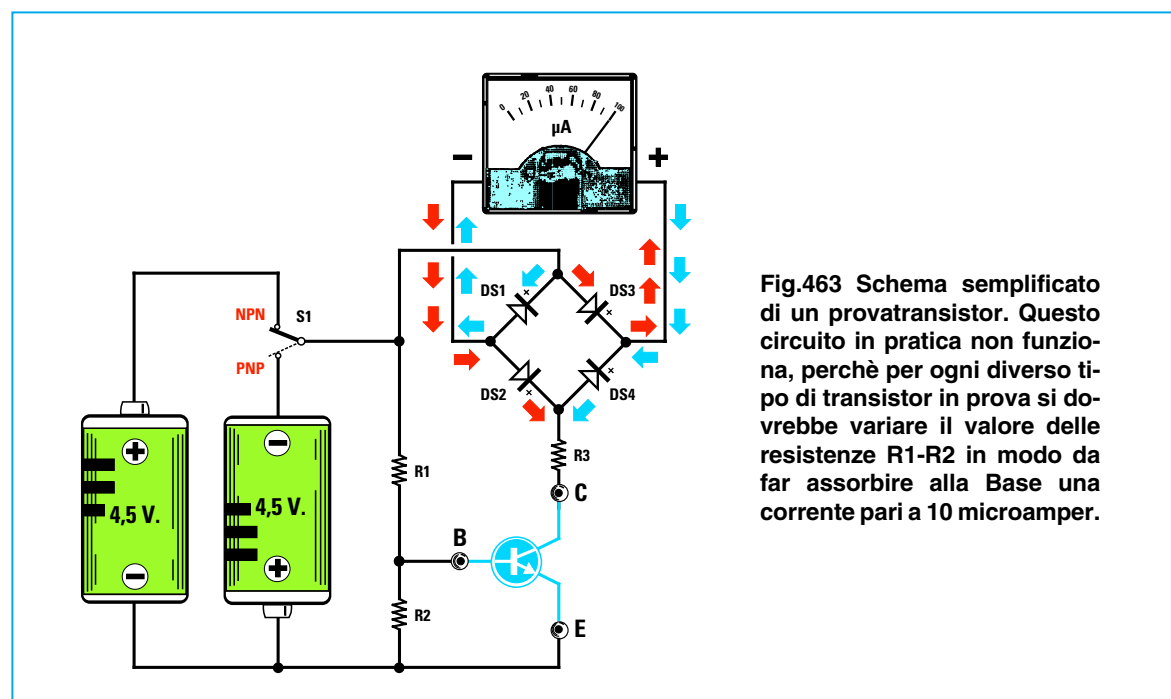 0 20 40 60 80 100
µA
- +
DS1 DS3
NPN S1
PNP
DS2 DS4
R3
R1
C
+ -
4,5 V. 4,5 V.
B
- +
R2
E
Fig.463 Schema semplificato
di un provatransistor. Questo
circuito in pratica non funzio-
na, perchè per ogni diverso ti-
po di transistor in prova si do-
vrebbe variare il valore delle
resistenze R1-R2 in modo da
far assorbire alla Base una
corrente pari a 10 microamper.